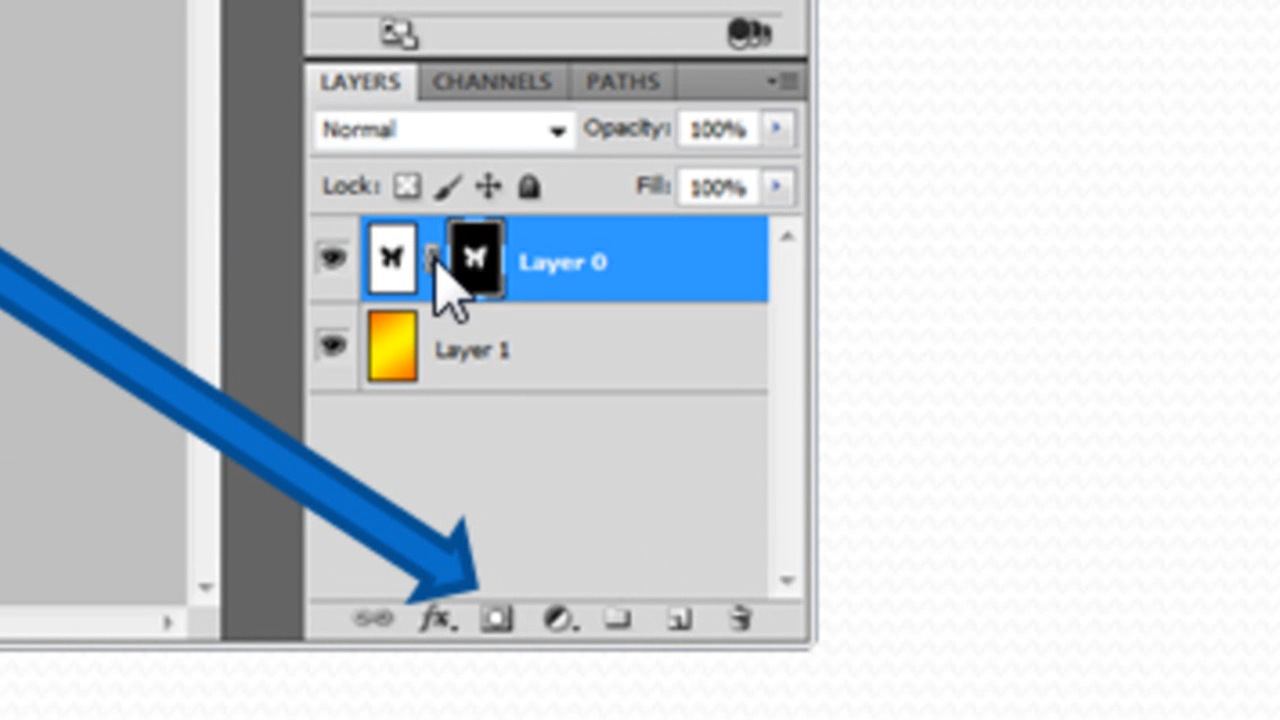 LAYERS CHANNELS PATHS
Normal Opacity: 100%
Lock: Fill: 100%
Layer 0
Layer 1
fx.